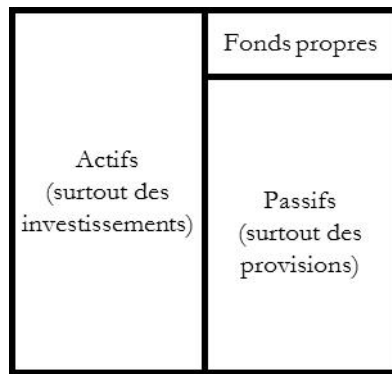 Actifs
(surtout des
investissements)
Fonds propres
Passifs
(surtout des
provisions)